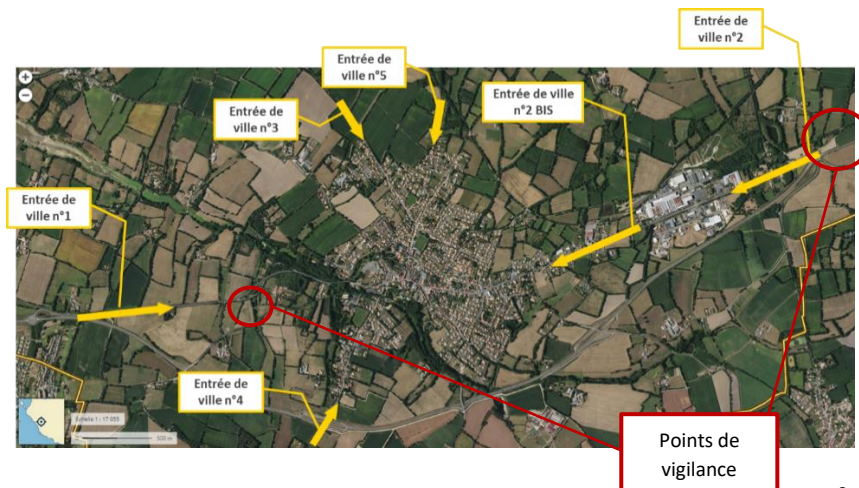 Entrée de
ville n°2
Entrée de
ville n°5
Entrée de ville
n°2 BIS
Entrée de
ville n°3
Entrée de
ville n°1
Entrée de
ville n°4
Echelle 1 : 17 055
500 m
Points de
vigilance